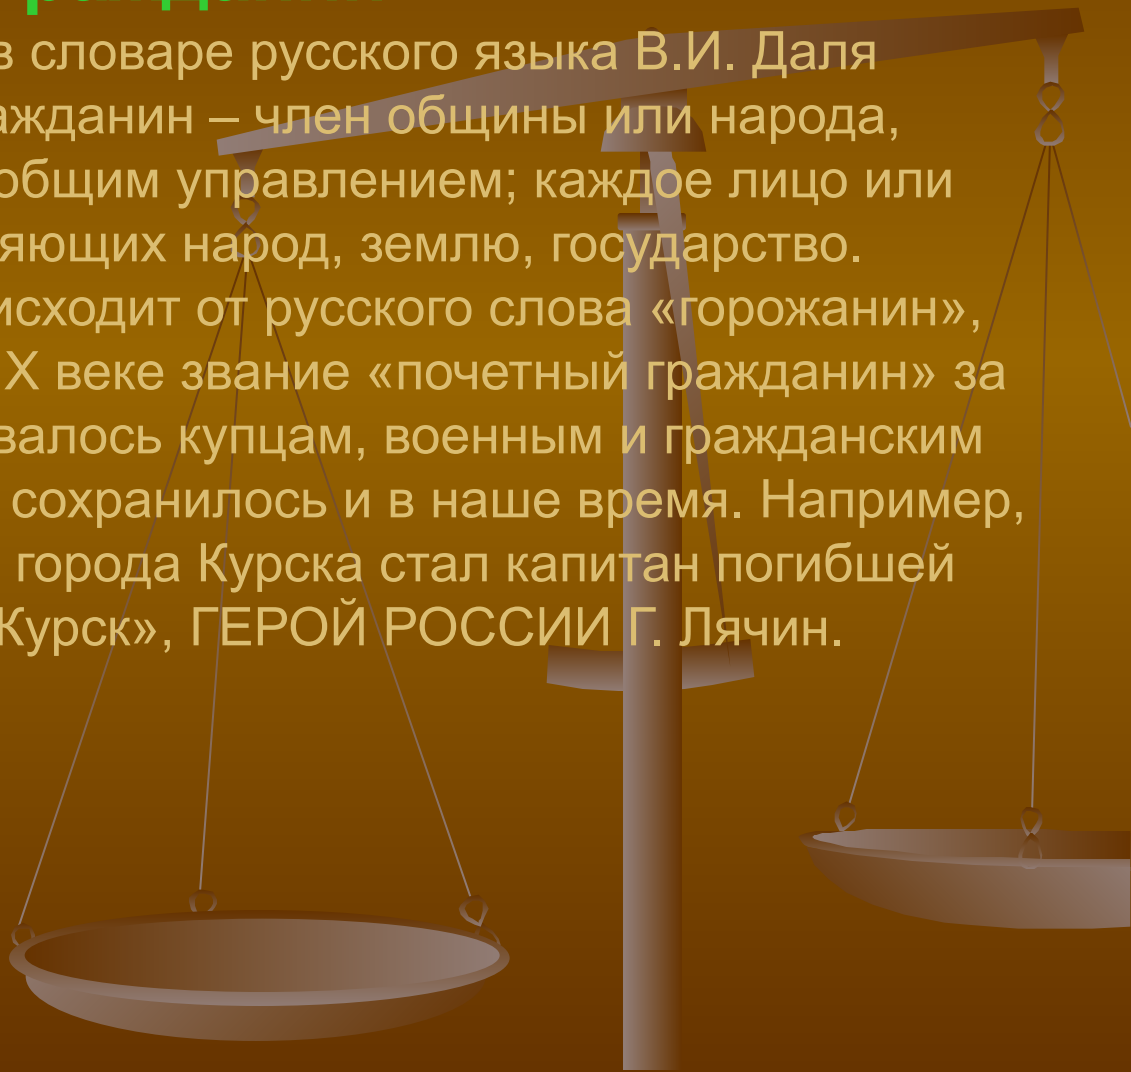 в словаре русского языка В.И. Даля
ажданин – член общины или народа,
общим управлением; каждое лицо или
яющих народ, землю, государство.
исходит от русского слова «горожанин»,
X веке звание «почетный гражданин» за
валось купцам, военным и гражданским
сохранилось и в наше время. Например,
города Курска стал капитан погибшей
Курск», ГЕРОЙ РОССИИ Г. Лячин.